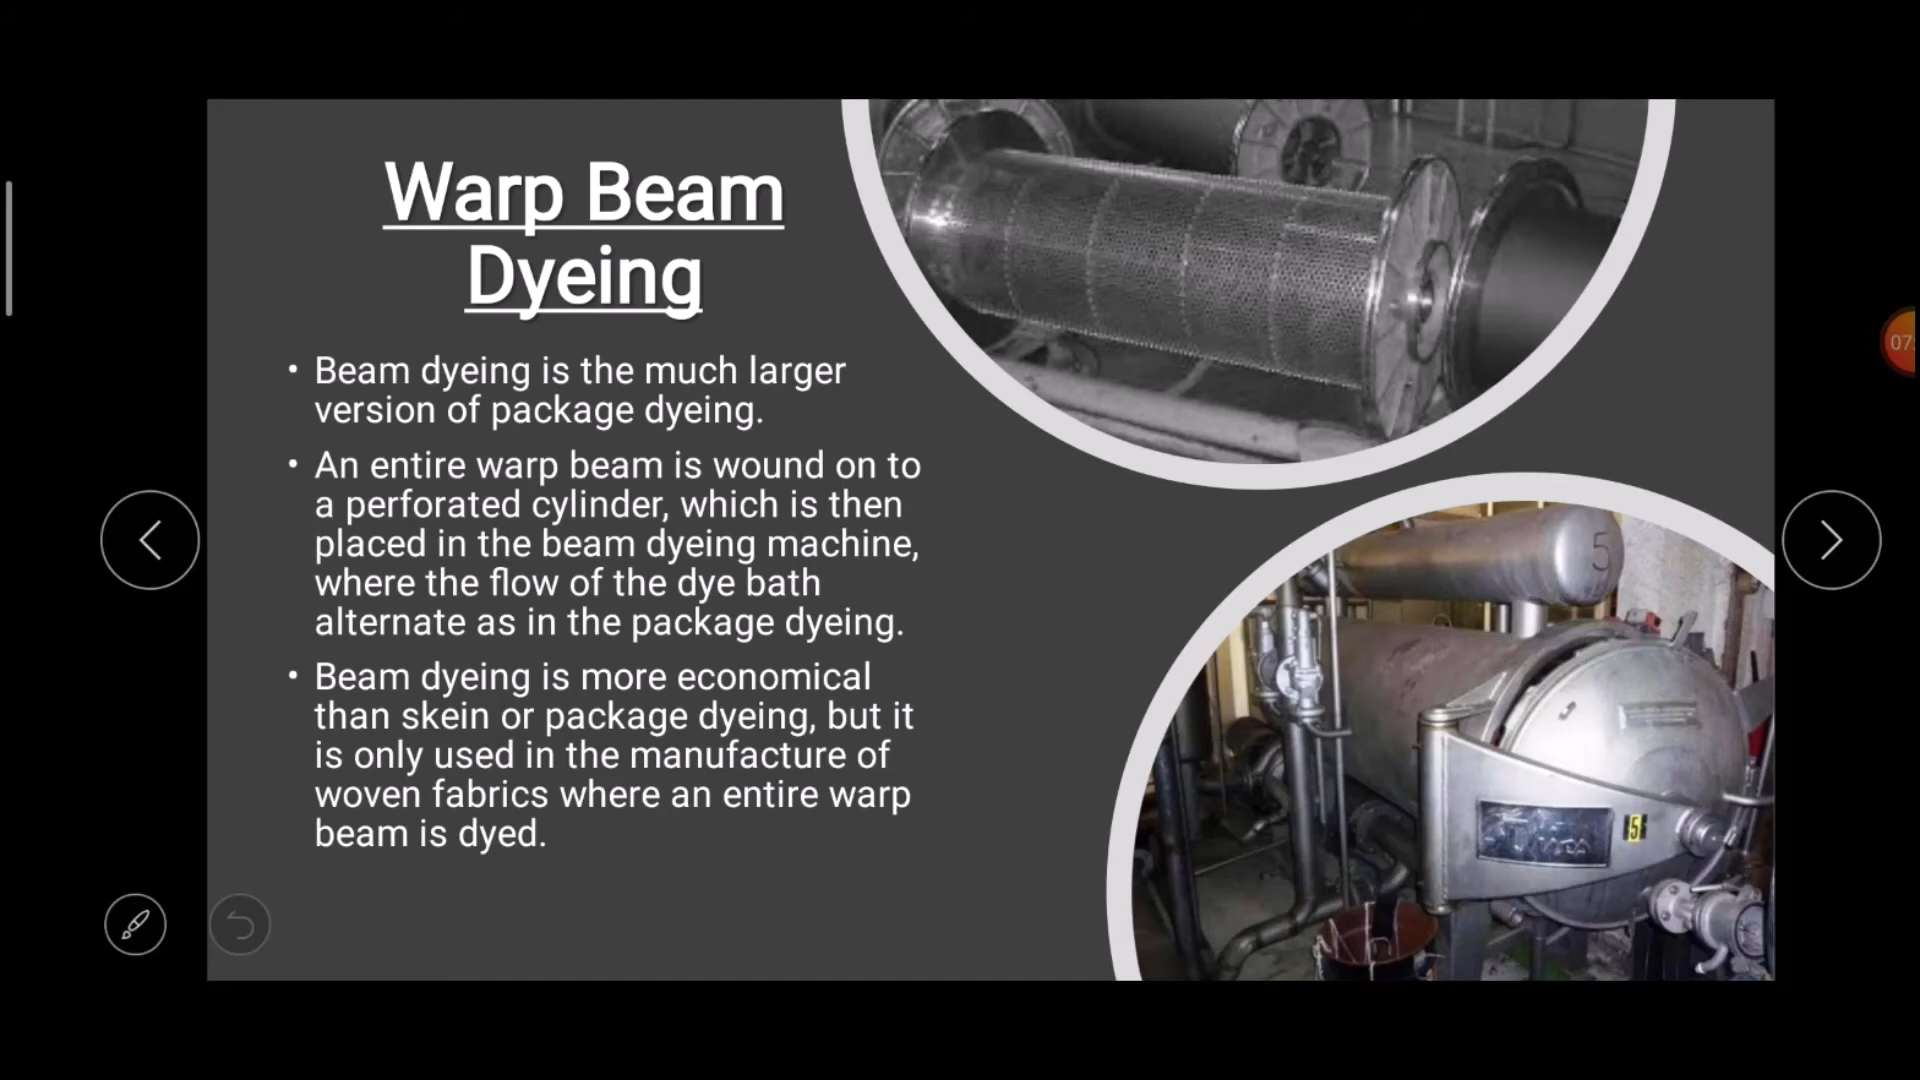 Warp Beam
Dyeing
• Beam dyeing is the much larger
version of package dyeing.
• An entire warp beam is wound on to
a perforated cylinder, which is then
placed in the beam dyeing machine,
where the flow of the dye bath
alternate as in the package dyeing.
• Beam dyeing is more economical
than skein or package dyeing, but it
is only used in the manufacture of
woven fabrics where an entire warp
beam is dyed.
5
5
07